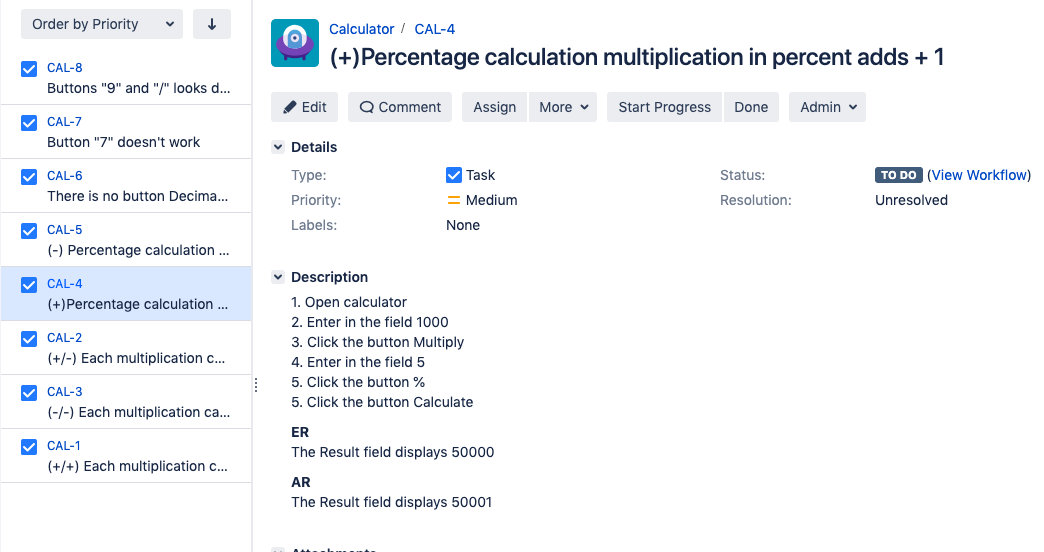 Order by Priority
CAL-8
Buttons "9" and "/" looks d...
CAL-7
Button "7" doesn't work
CAL-6
There is no button Decima...
CAL-5
(-) Percentage calculation ...
CAL-4
(+)Percentage calculation ...
CAL-2
(+/-) Each multiplication c...
CAL-3
(-/-) Each multiplication ca...
CAL-1
(+/+) Each multiplication c...
Calculator / CAL-4
(+)Percentage calculation multiplication in percent adds + 1
Edit Comment Assign More Start Progress Done Admin
Details
Type: Task Status: TO DO (View Workflow)
Priority: Medium Resolution: Unresolved
Labels: None
Description
1. Open calculator
2. Enter in the field 1000
3. Click the button Multiply
4. Enter in the field 5
5. Click the button %
5. Click the button Calculate
ER
The Result field displays 50000
AR
The Result field displays 50001
Attachments